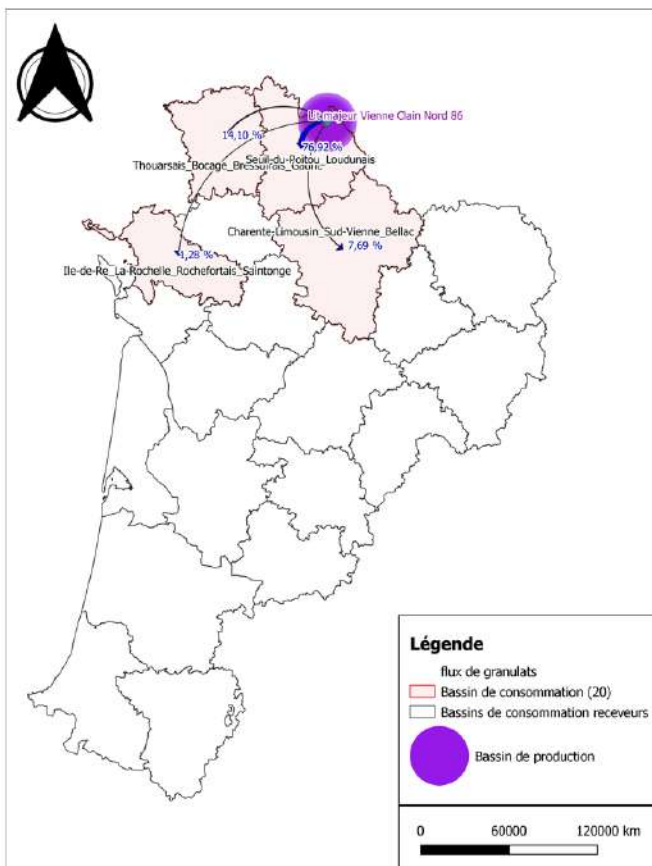 Lit majeur Vienne Clain Nord 86
14,10 %
76,92 %
Seuil-du-Poitou_Loudunais
Thouarsais_Bocage_Bressuirais_Gatine
Charente-Limousin_Sud-Vienne_Bellac
7,69 %
1,28 %
Ile-de-Re_La-Rochelle_Rochefortais_Saintonge
Légende
flux de granulats
Bassin de consommation (20)
Bassins de consommation receveurs
Bassin de production
0 60000 120000 km